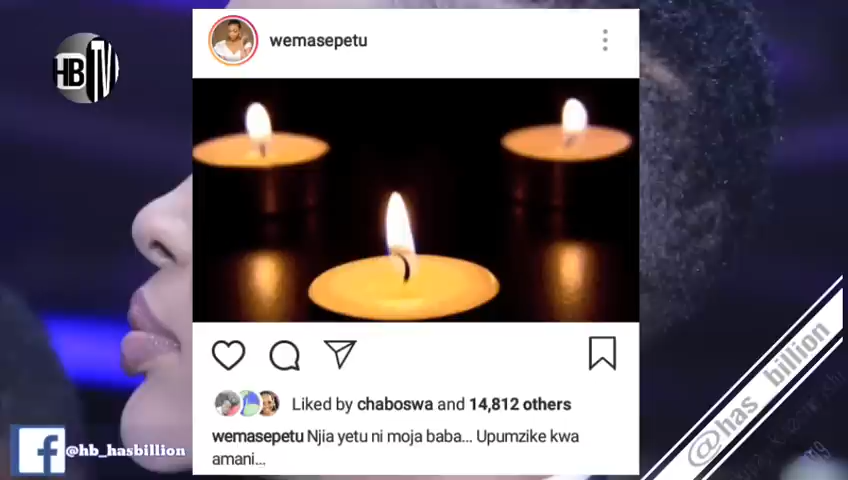 HB TV
wemasepetu
Liked by chaboswa and 14,812 others
wemasepetu Njia yetu ni moja baba... Upumzike kwa
amani...
@hb_hasbillion
@has_billion